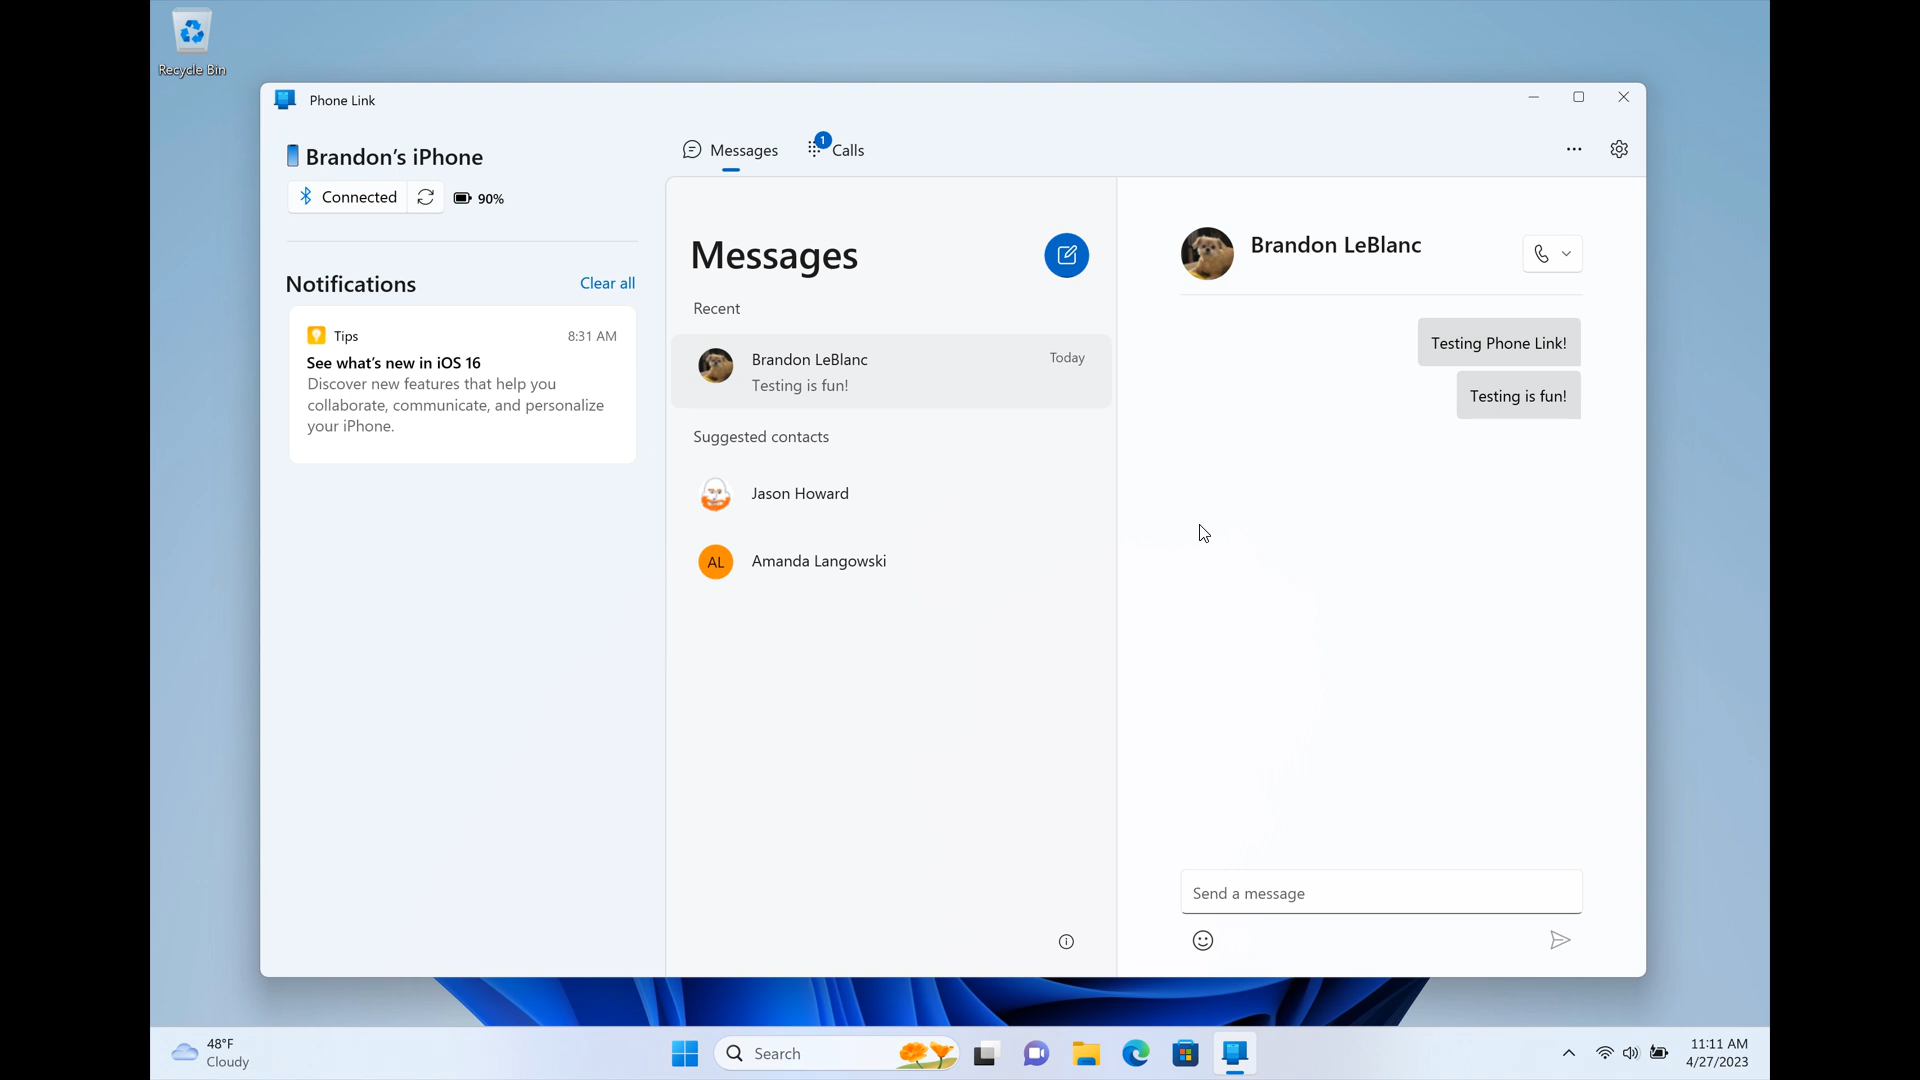 Recycle Bin
Phone Link
Brandon’s iPhone
Connected
90%
Notifications
Clear all
Tips
8:31 AM
See what’s new in iOS 16
Discover new features that help you
collaborate, communicate, and personalize
your iPhone.
Messages
1
Calls
Messages
Recent
Brandon LeBlanc
Today
Testing is fun!
Suggested contacts
Jason Howard
AL
Amanda Langowski
Brandon LeBlanc
Testing Phone Link!
Testing is fun!
Send a message
48°F
Cloudy
Search
11:11 AM
4/27/2023